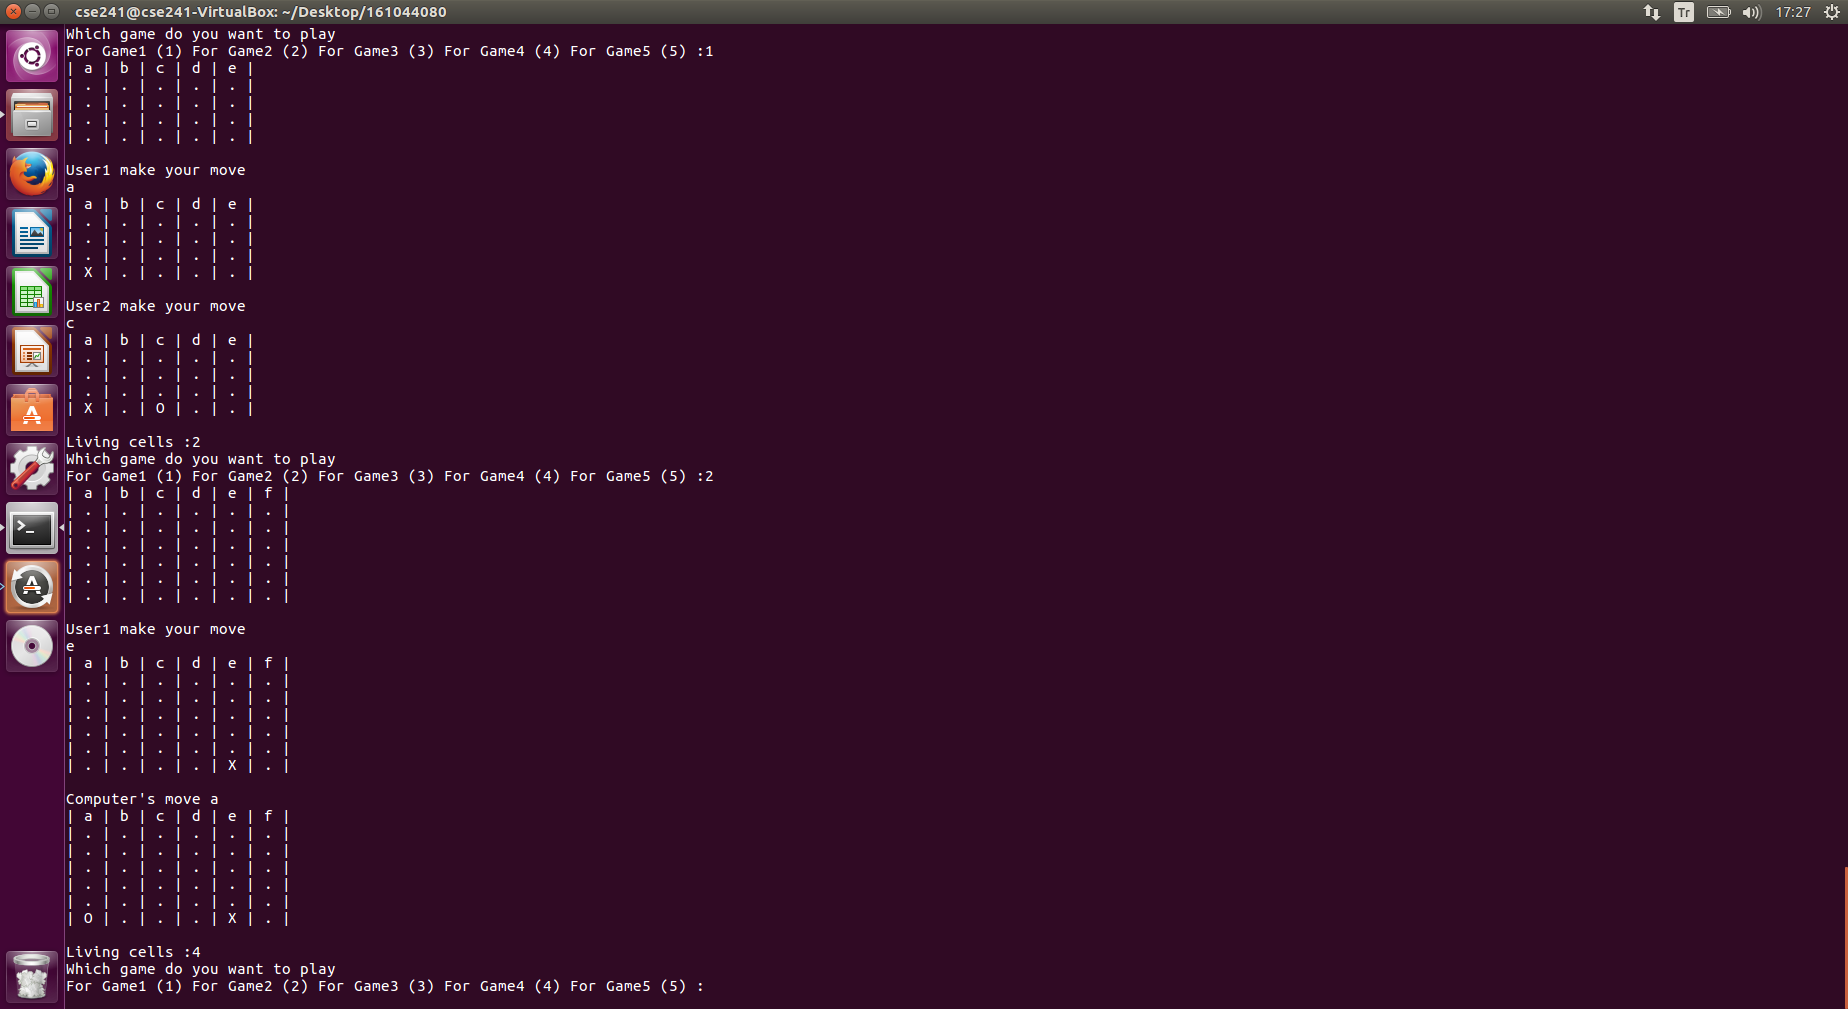 cse241@cse241-VirtualBox: ~/Desktop/161044080
Tr
17:27
Which game do you want to play
For Game1 (1) For Game2 (2) For Game3 (3) For Game4 (4) For Game5 (5) :1
| a | b | c | d | e |
| . | . | . | . | . |
| . | . | . | . | . |
| . | . | . | . | . |
| . | . | . | . | . |
User1 make your move
a
| a | b | c | d | e |
| . | . | . | . | . |
| . | . | . | . | . |
| . | . | . | . | . |
| X | . | . | . | . |
User2 make your move
c
| a | b | c | d | e |
| . | . | . | . | . |
| . | . | . | . | . |
| . | . | . | . | . |
| X | . | O | . | . |
Living cells :2
Which game do you want to play
For Game1 (1) For Game2 (2) For Game3 (3) For Game4 (4) For Game5 (5) :2
| a | b | c | d | e | f |
| . | . | . | . | . | . |
| . | . | . | . | . | . |
| . | . | . | . | . | . |
| . | . | . | . | . | . |
| . | . | . | . | . | . |
| . | . | . | . | . | . |
User1 make your move
e
| a | b | c | d | e | f |
| . | . | . | . | . | . |
| . | . | . | . | . | . |
| . | . | . | . | . | . |
| . | . | . | . | . | . |
| . | . | . | . | . | . |
| . | . | . | . | X | . |
Computer's move a
| a | b | c | d | e | f |
| . | . | . | . | . | . |
| . | . | . | . | . | . |
| . | . | . | . | . | . |
| . | . | . | . | . | . |
| . | . | . | . | . | . |
| O | . | . | . | X | . |
Living cells :4
Which game do you want to play
For Game1 (1) For Game2 (2) For Game3 (3) For Game4 (4) For Game5 (5) :